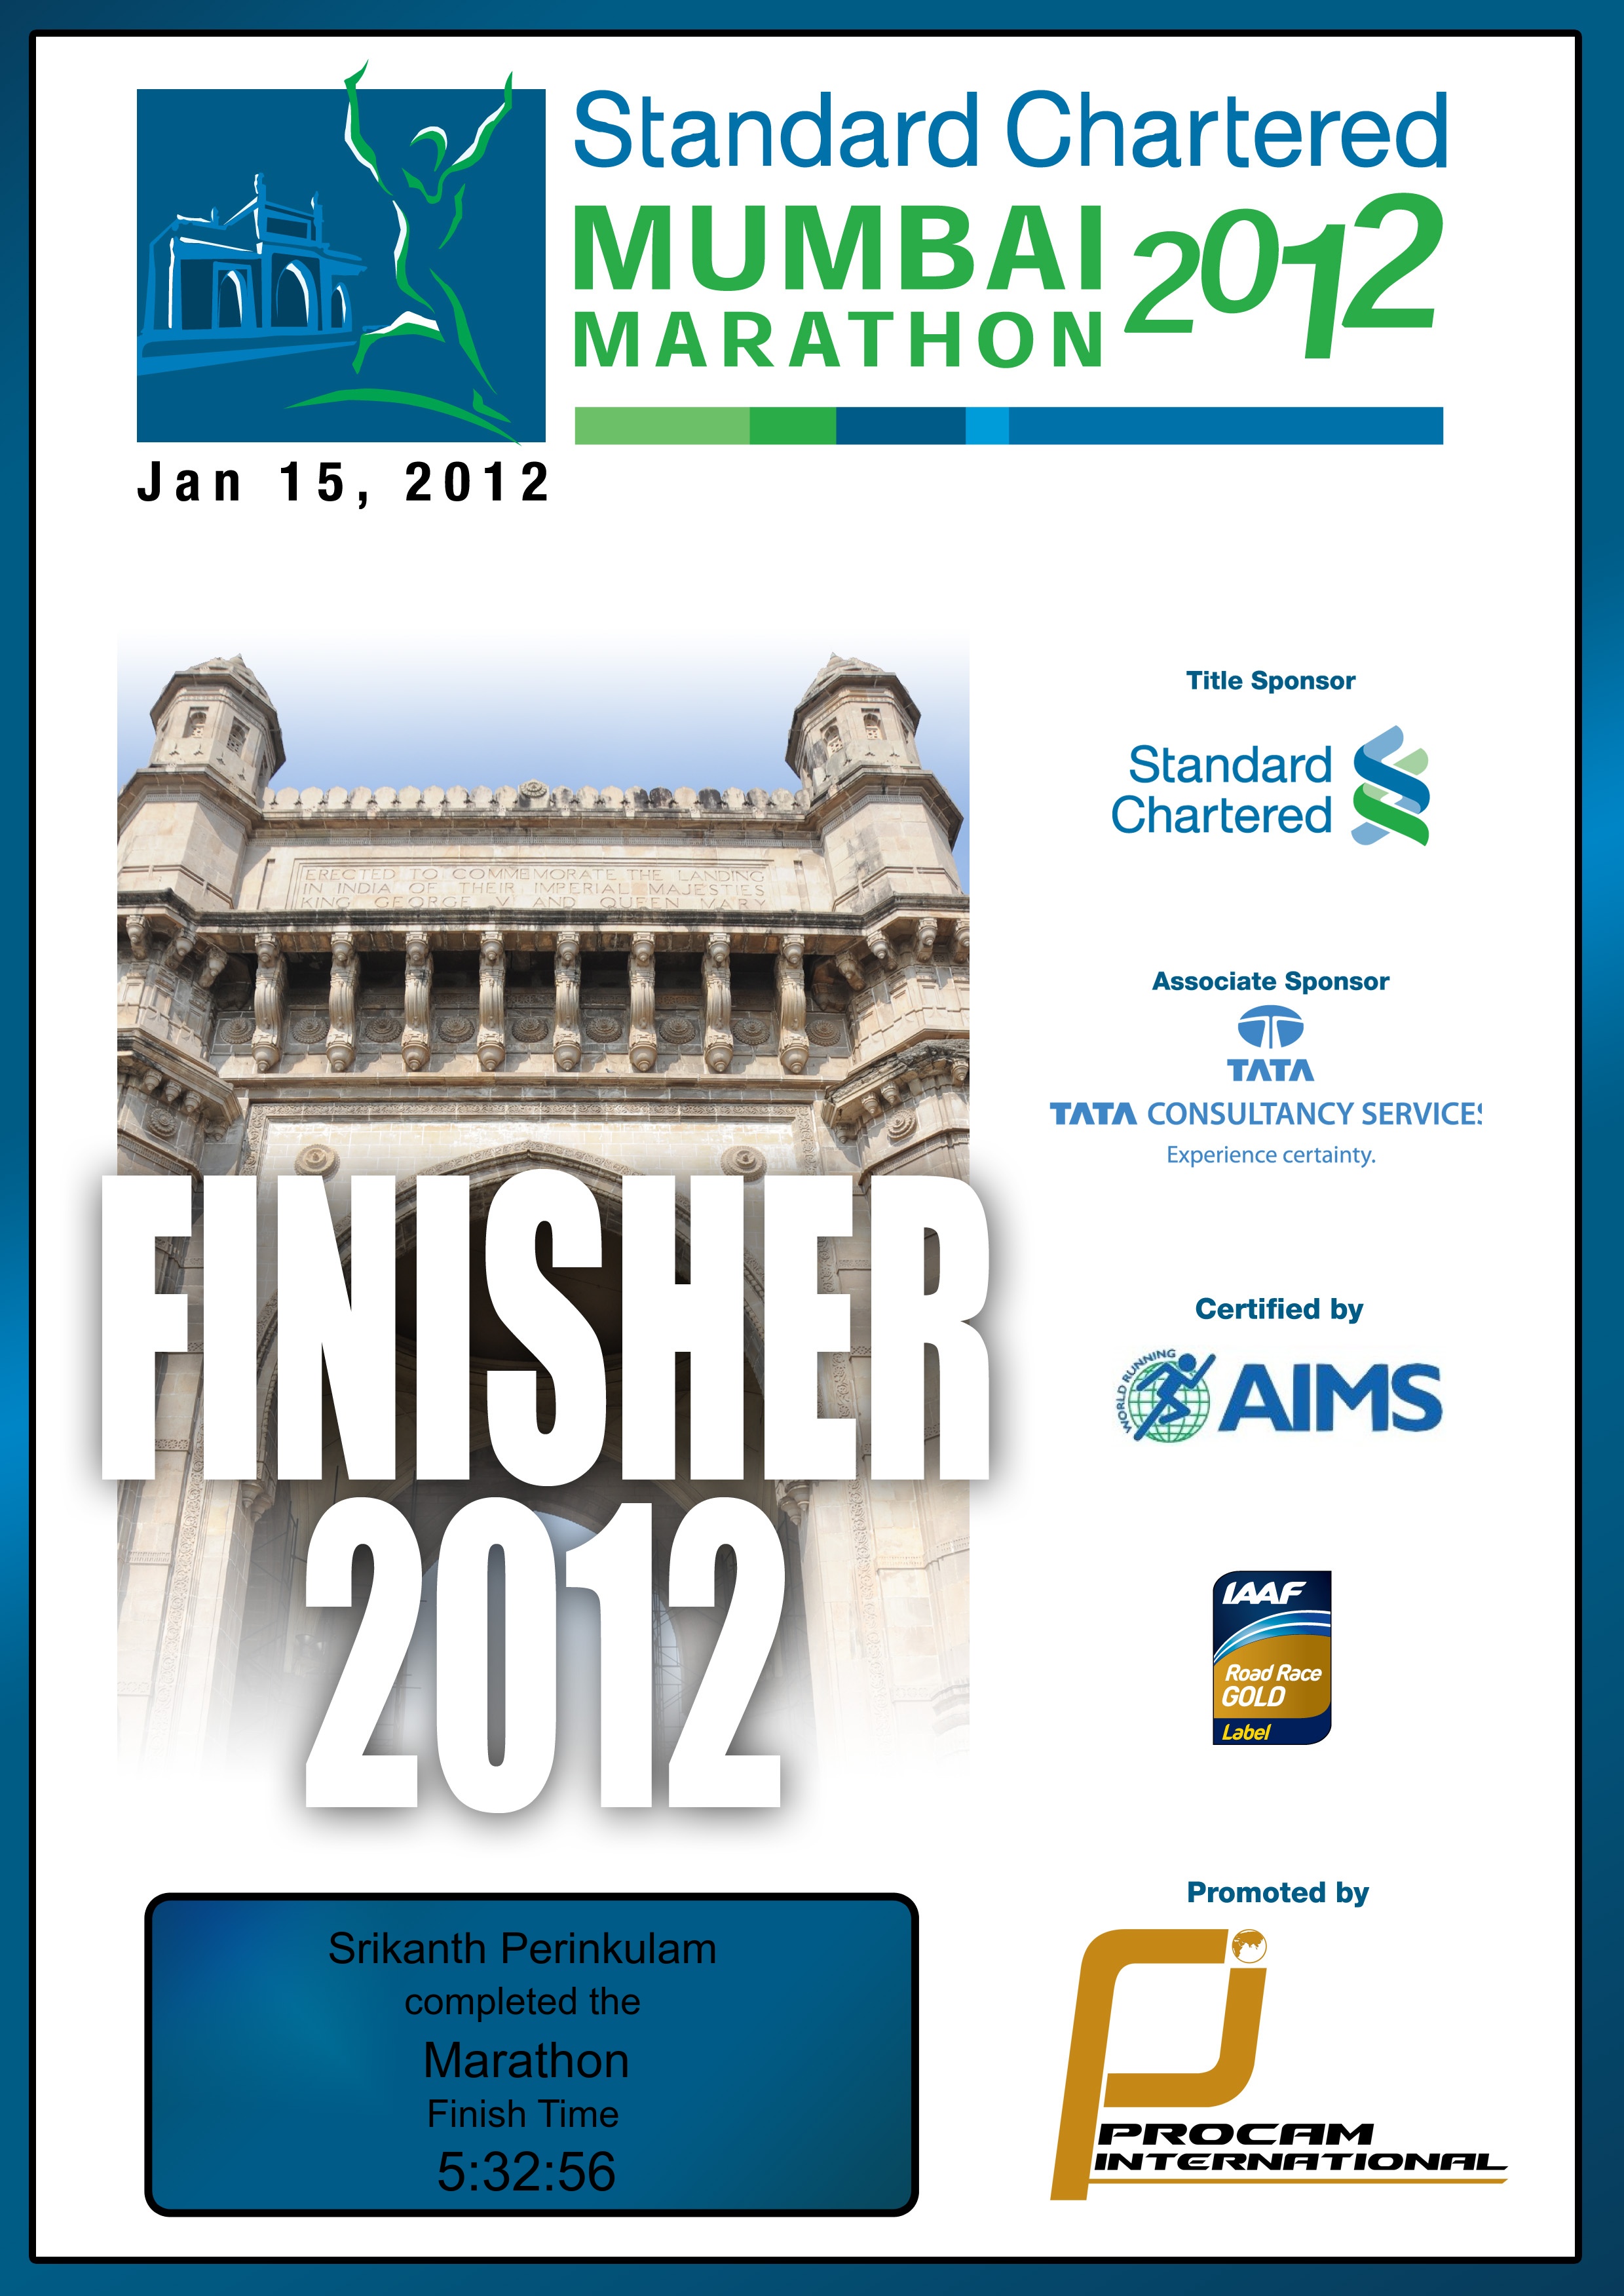 Standard Chartered
MUMBAI
MARATHON
2012
Jan 15, 2012
ERECTED TO COMMEMORATE THE LANDING
IN INDIA OF THEIR IMPERIAL MAJESTIES
KING GEORGE V AND QUEEN MARY
FINISHER
2012
Title Sponsor
Standard
Chartered
Associate Sponsor
TATA
TATA CONSULTANCY SERVICES
Experience certainty.
Certified by
WORLD RUNNING
AIMS
IAAF
Road Race
GOLD
Label
Srikanth Perinkulam
completed the
Marathon
Finish Time
5:32:56
Promoted by
PROCAM
INTERNATIONAL